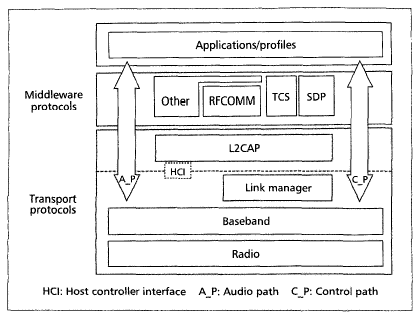 Applications/profiles
Middleware
protocols
Other
RFCOMM
TCS
SDP
L2CAP
HCI
A_P
C_P
Link manager
Transport
protocols
Baseband
Radio
HCI: Host controller interface A_P: Audio path C_P: Control path